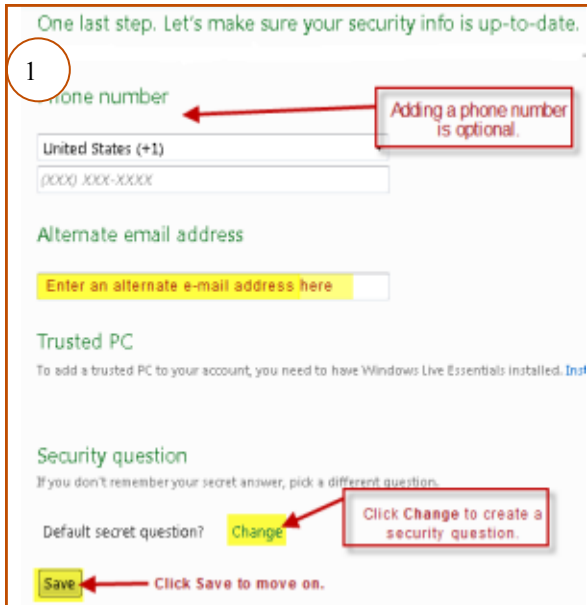 One last step. Let's make sure your security info is up-to-date.
1
Phone number
Adding a phone number
is optional.
United States (+1)
(XXX) XXX-XXXX
Alternate email address
Enter an alternate e-mail address here
Trusted PC
To add a trusted PC to your account, you need to have Windows Live Essentials installed. Inst
Security question
If you don't remember your secret answer, pick a different question.
Click Change to create a
security question.
Default secret question? Change
Save Click Save to move on.